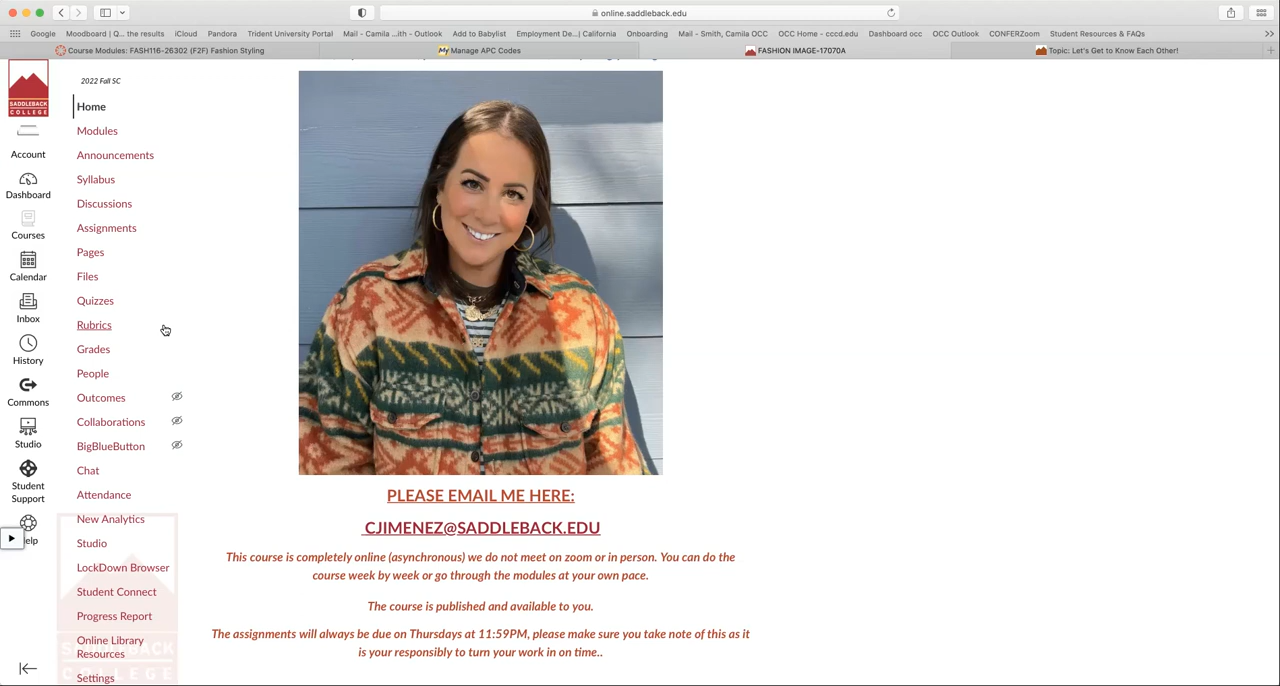 online.saddleback.edu
Google Moodboard | Q... the results iCloud Pandora Trident University Portal Mail - Camila ...ith - Outlook Add to Babylist Employment De...| California Onboarding Mail - Smith, Camila OCC OCC Home - cccd.edu Dashboard occ OCC Outlook CONFERZoom Student Resources & FAQs
Course Modules: FASH116-26302 (F2F) Fashion Styling My Manage APC Codes FASHION IMAGE-17070A Topic: Let's Get to Know Each Other!
SADDLEBACK
COLLEGE
Account
Dashboard
Courses
Calendar
Inbox
History
Commons
Studio
Student
Support
elp
2022 Fall SC
Home
Modules
Announcements
Syllabus
Discussions
Assignments
Pages
Files
Quizzes
Rubrics
Grades
People
Outcomes
Collaborations
BigBlueButton
Chat
Attendance
New Analytics
Studio
LockDown Browser
Student Connect
Progress Report
Online Library
Resources
Settings
PLEASE EMAIL ME HERE:
CJIMENEZ@SADDLEBACK.EDU
This course is completely online (asynchronous) we do not meet on zoom or in person. You can do the
course week by week or go through the modules at your own pace.
The course is published and available to you.
The assignments will always be due on Thursdays at 11:59PM, please make sure you take note of this as it
is your responsibly to turn your work in on time..